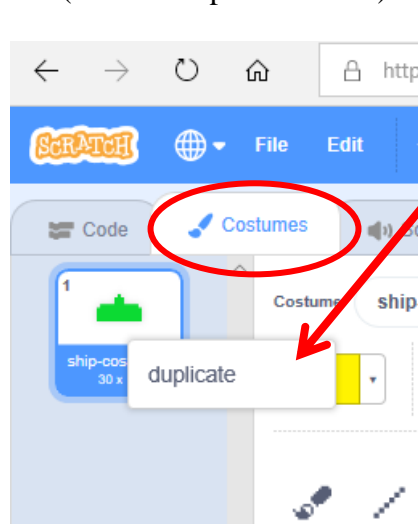 http
SCRATCH
File Edit
Code Costumes
1
Costume ship
ship-cos
30 x
duplicate